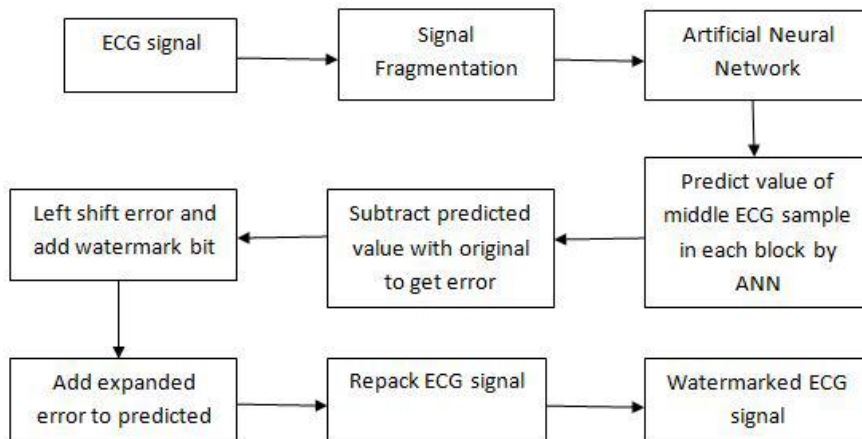 ECG signal
Signal
Fragmentation
Artificial Neural
Network
Predict value of
middle ECG sample
in each block by
ANN
Subtract predicted
value with original
to get error
Left shift error and
add watermark bit
Add expanded
error to predicted
Repack ECG signal
Watermarked ECG
signal